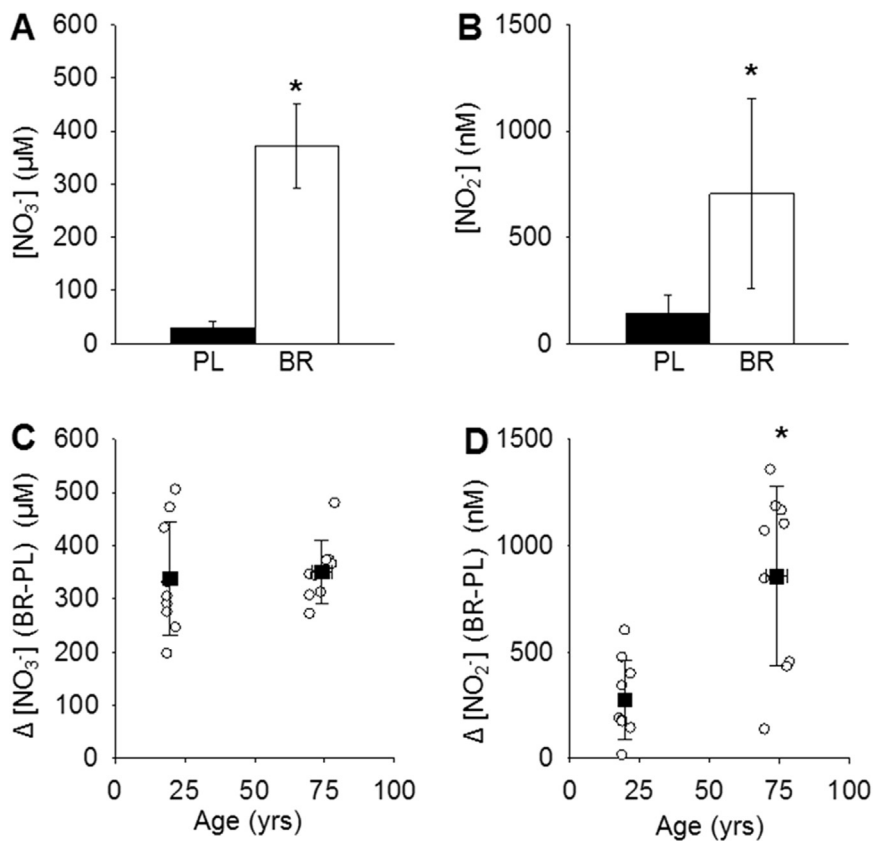 A
600
500
400
300
200
100
0
[NO₃⁻] (µM)
*
PL
BR
B
1500
1000
500
0
[NO₂⁻] (nM)
*
PL
BR
C
600
500
400
300
200
100
0
Δ [NO₃⁻] (BR-PL) (µM)
0
25
50
75
100
Age (yrs)
D
1500
1000
500
0
Δ [NO₂⁻] (BR-PL) (nM)
*
0
25
50
75
100
Age (yrs)